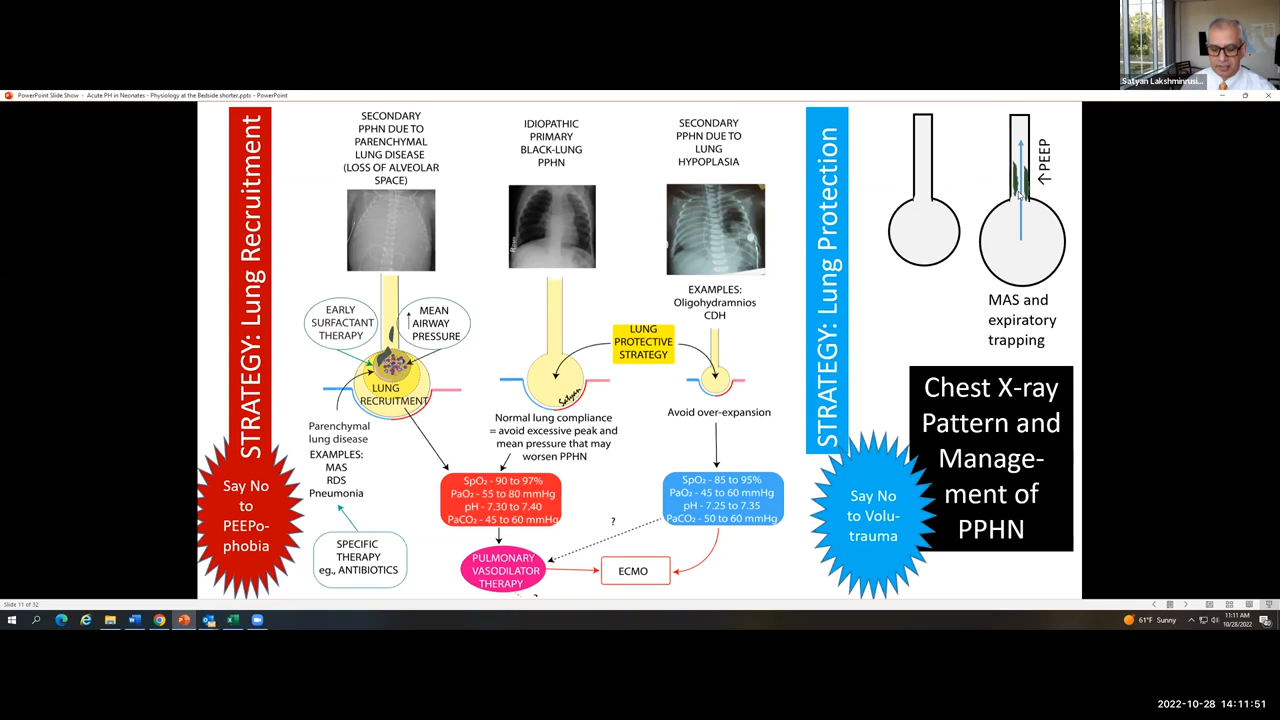 Satyan Lakshminrusi...
PowerPoint Slide Show - Acute PH in Neonates - Physiology at the Bedside shorter.pptx - PowerPoint
STRATEGY: Lung Recruitment
Say No
to
PEEPo-
phobia
SECONDARY
PPHN DUE TO
PARENCHYMAL
LUNG DISEASE
(LOSS OF ALVEOLAR
SPACE)
IDIOPATHIC
PRIMARY
BLACK-LUNG
PPHN
SECONDARY
PPHN DUE TO
LUNG
HYPOPLASIA
EXAMPLES:
Oligohydramnios
CDH
EARLY
SURFACTANT
THERAPY
↑ MEAN
AIRWAY
PRESSURE
LUNG
RECRUITMENT
LUNG
PROTECTIVE
STRATEGY
Satyan
Parenchymal
lung disease
EXAMPLES:
MAS
RDS
Pneumonia
Normal lung compliance
= avoid excessive peak and
mean pressure that may
worsen PPHN
Avoid over-expansion
SpO₂ - 90 to 97%
PaO₂ - 55 to 80 mmHg
pH - 7.30 to 7.40
PaCO₂ - 45 to 60 mmHg
SpO₂ - 85 to 95%
PaO₂ - 45 to 60 mmHg
pH - 7.25 to 7.35
PaCO₂ - 50 to 60 mmHg
?
SPECIFIC
THERAPY
eg., ANTIBIOTICS
PULMONARY
VASODILATOR
THERAPY
ECMO
?
STRATEGY: Lung Protection
Say No
to Volu-
trauma
↑PEEP
MAS and
expiratory
trapping
Chest X-ray
Pattern and
Manage-
ment of
PPHN
Slide 11 of 32
61°F Sunny
11:11 AM
10/28/2022
2022-10-28 14:11:51